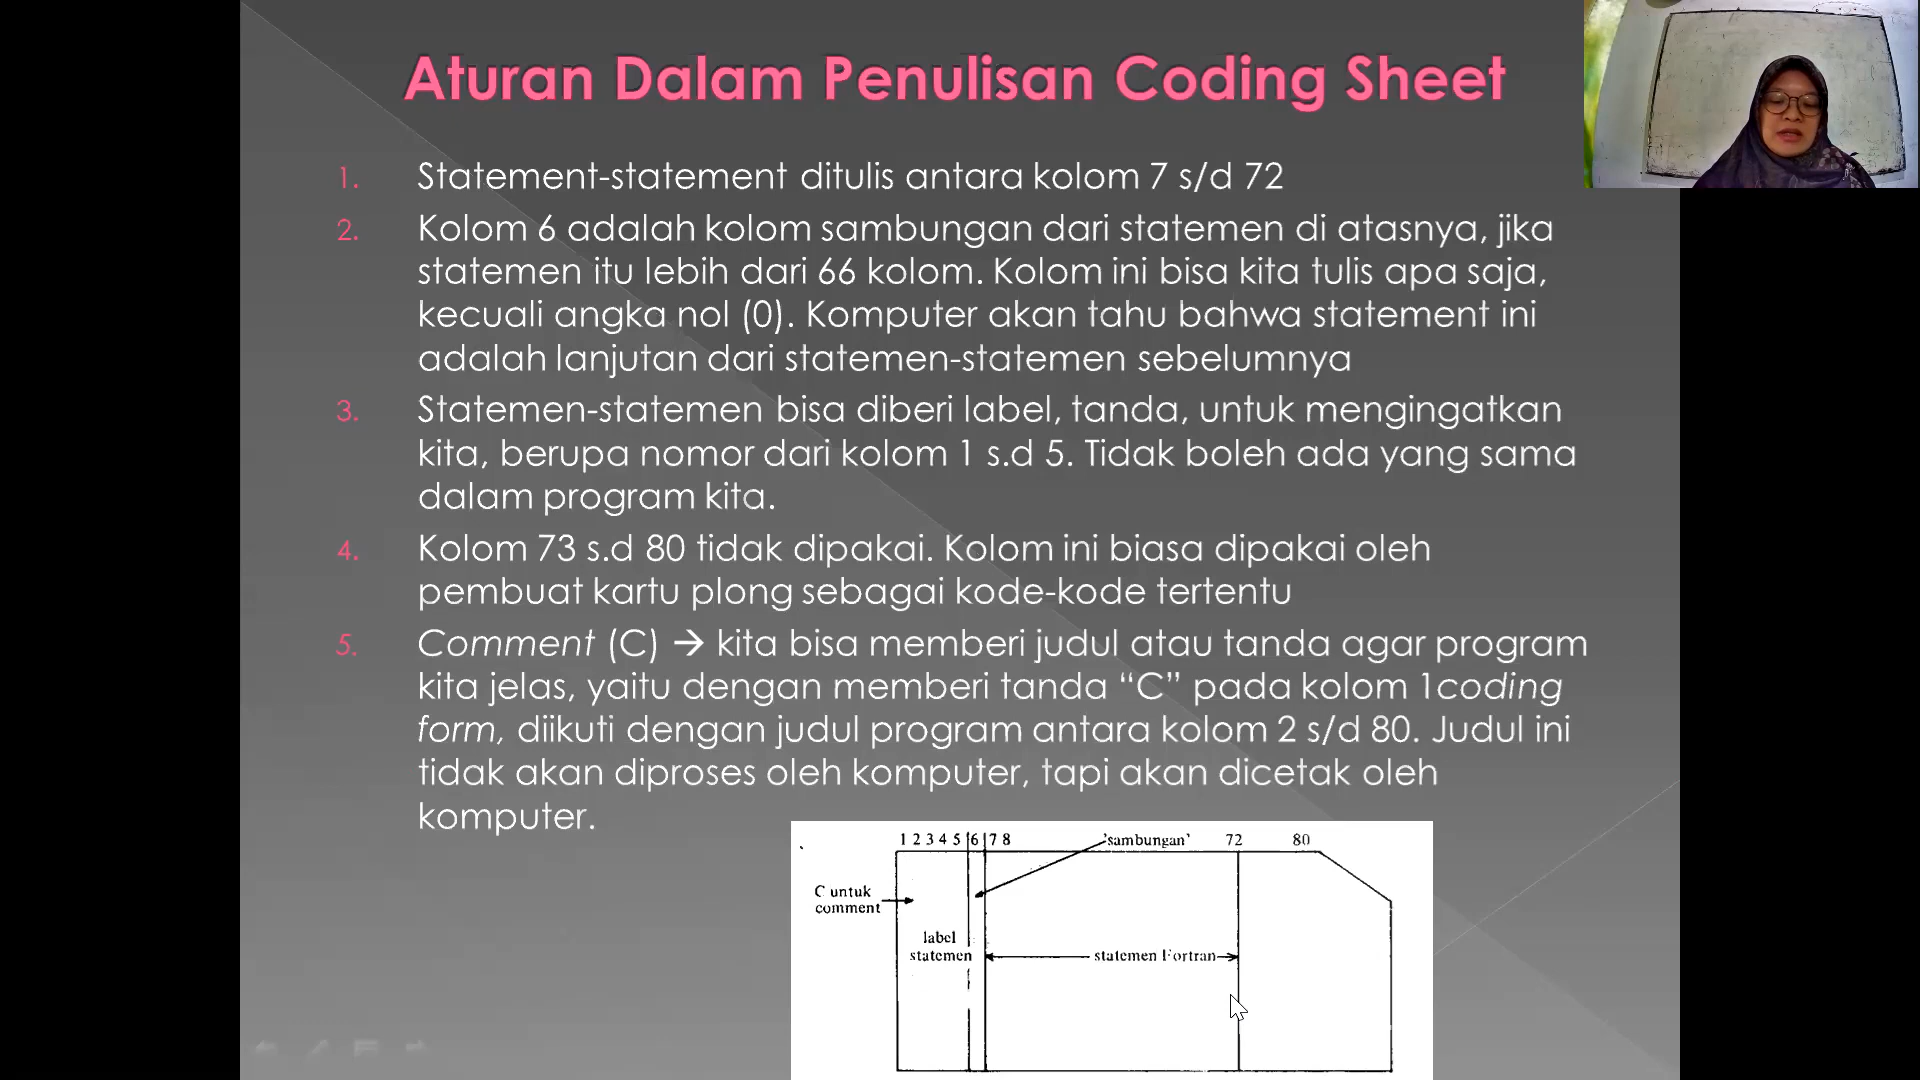 Aturan Dalam Penulisan Coding Sheet
1. Statement-statement ditulis antara kolom 7 s/d 72
2. Kolom 6 adalah kolom sambungan dari statemen di atasnya, jika
statemen itu lebih dari 66 kolom. Kolom ini bisa kita tulis apa saja,
kecuali angka nol (0). Komputer akan tahu bahwa statement ini
adalah lanjutan dari statemen-statemen sebelumnya
3. Statemen-statemen bisa diberi label, tanda, untuk mengingatkan
kita, berupa nomor dari kolom 1 s.d 5. Tidak boleh ada yang sama
dalam program kita.
4. Kolom 73 s.d 80 tidak dipakai. Kolom ini biasa dipakai oleh
pembuat kartu plong sebagai kode-kode tertentu
5. Comment (C) → kita bisa memberi judul atau tanda agar program
kita jelas, yaitu dengan memberi tanda “C” pada kolom 1coding
form, diikuti dengan judul program antara kolom 2 s/d 80. Judul ini
tidak akan diproses oleh komputer, tapi akan dicetak oleh
komputer.
1 2 3 4 5 6 7 8 'sambungan' 72 80
C untuk
comment
label
statemen
statemen Fortran